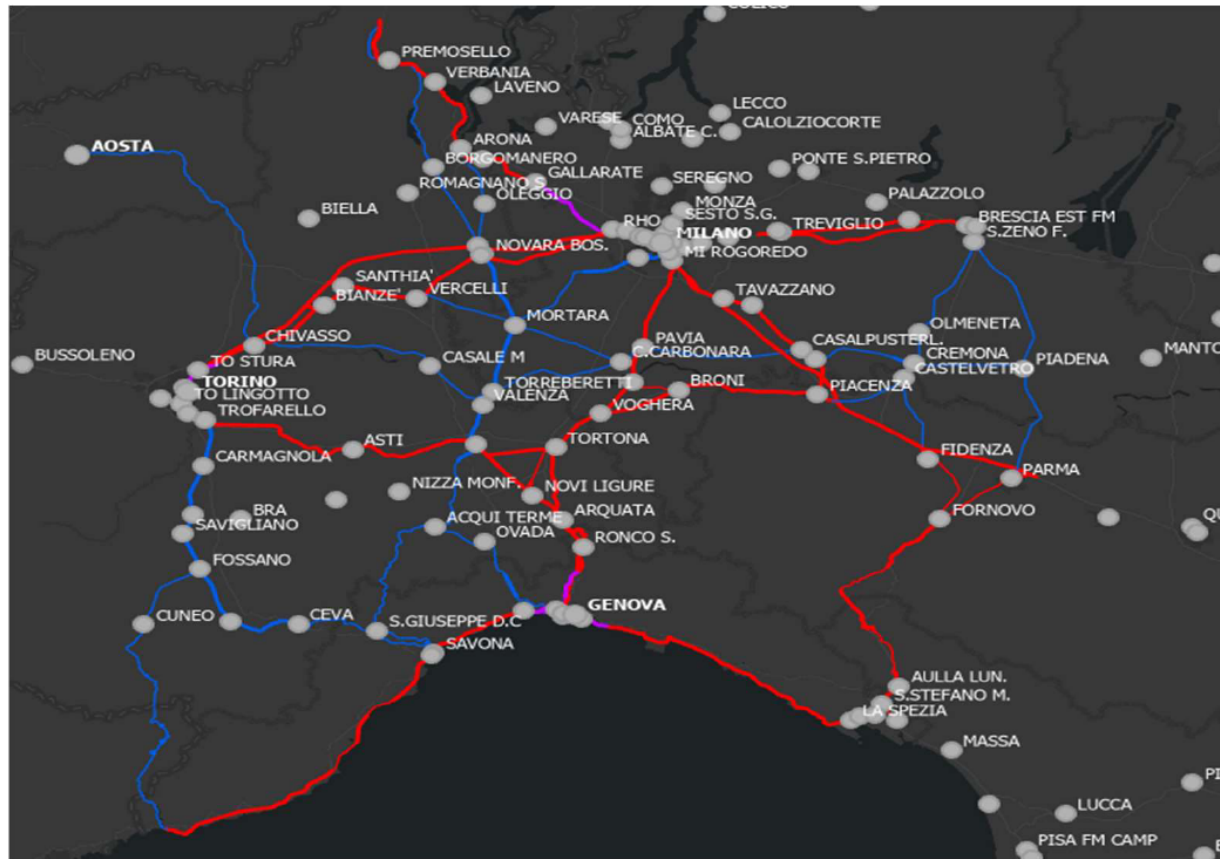 PREMOSELLO
VERBANIA
LAVENO
LECCO
VARESE
COMO
ALBATE C.
CALOLZIOCORTE
AOSTA
ARONA
BORGOMANERO
GALLARATE
PONTE S.PIETRO
ROMAGNANO S.
OLEGGIO
SEREGNO
PALAZZOLO
BIELLA
MONZA
SESTO S.G.
RHO
MILANO
TREVIGLIO
BRESCIA EST FM
S.ZENO F.
NOVARA BOS.
MI ROGOREDO
SANTHIA'
BIANZE'
VERCELLI
TAVAZZANO
MORTARA
OLMENETA
CHIVASSO
PAVIA
CASALPUSTERL.
BUSSOLENO
TO STURA
CASALE M
C.CARBONARA
CREMONA
CASTELVETRO
PIADENA
MANTO
TORINO
TO LINGOTTO
TORREBERETTI
VALENZA
BRONI
PIACENZA
TROFARELLO
VOGHERA
ASTI
TORTONA
CARMAGNOLA
FIDENZA
PARMA
NIZZA MONF.
NOVI LIGURE
BRA
SAVIGLIANO
ACQUI TERME
OVADA
ARQUATA
FORNOVO
RONCO S.
FOSSANO
CUNEO
CEVA
S.GIUSEPPE D.C
GENOVA
SAVONA
AULLA LUN.
S.STEFANO M.
LA SPEZIA
MASSA
LUCCA
PISA FM CAMP